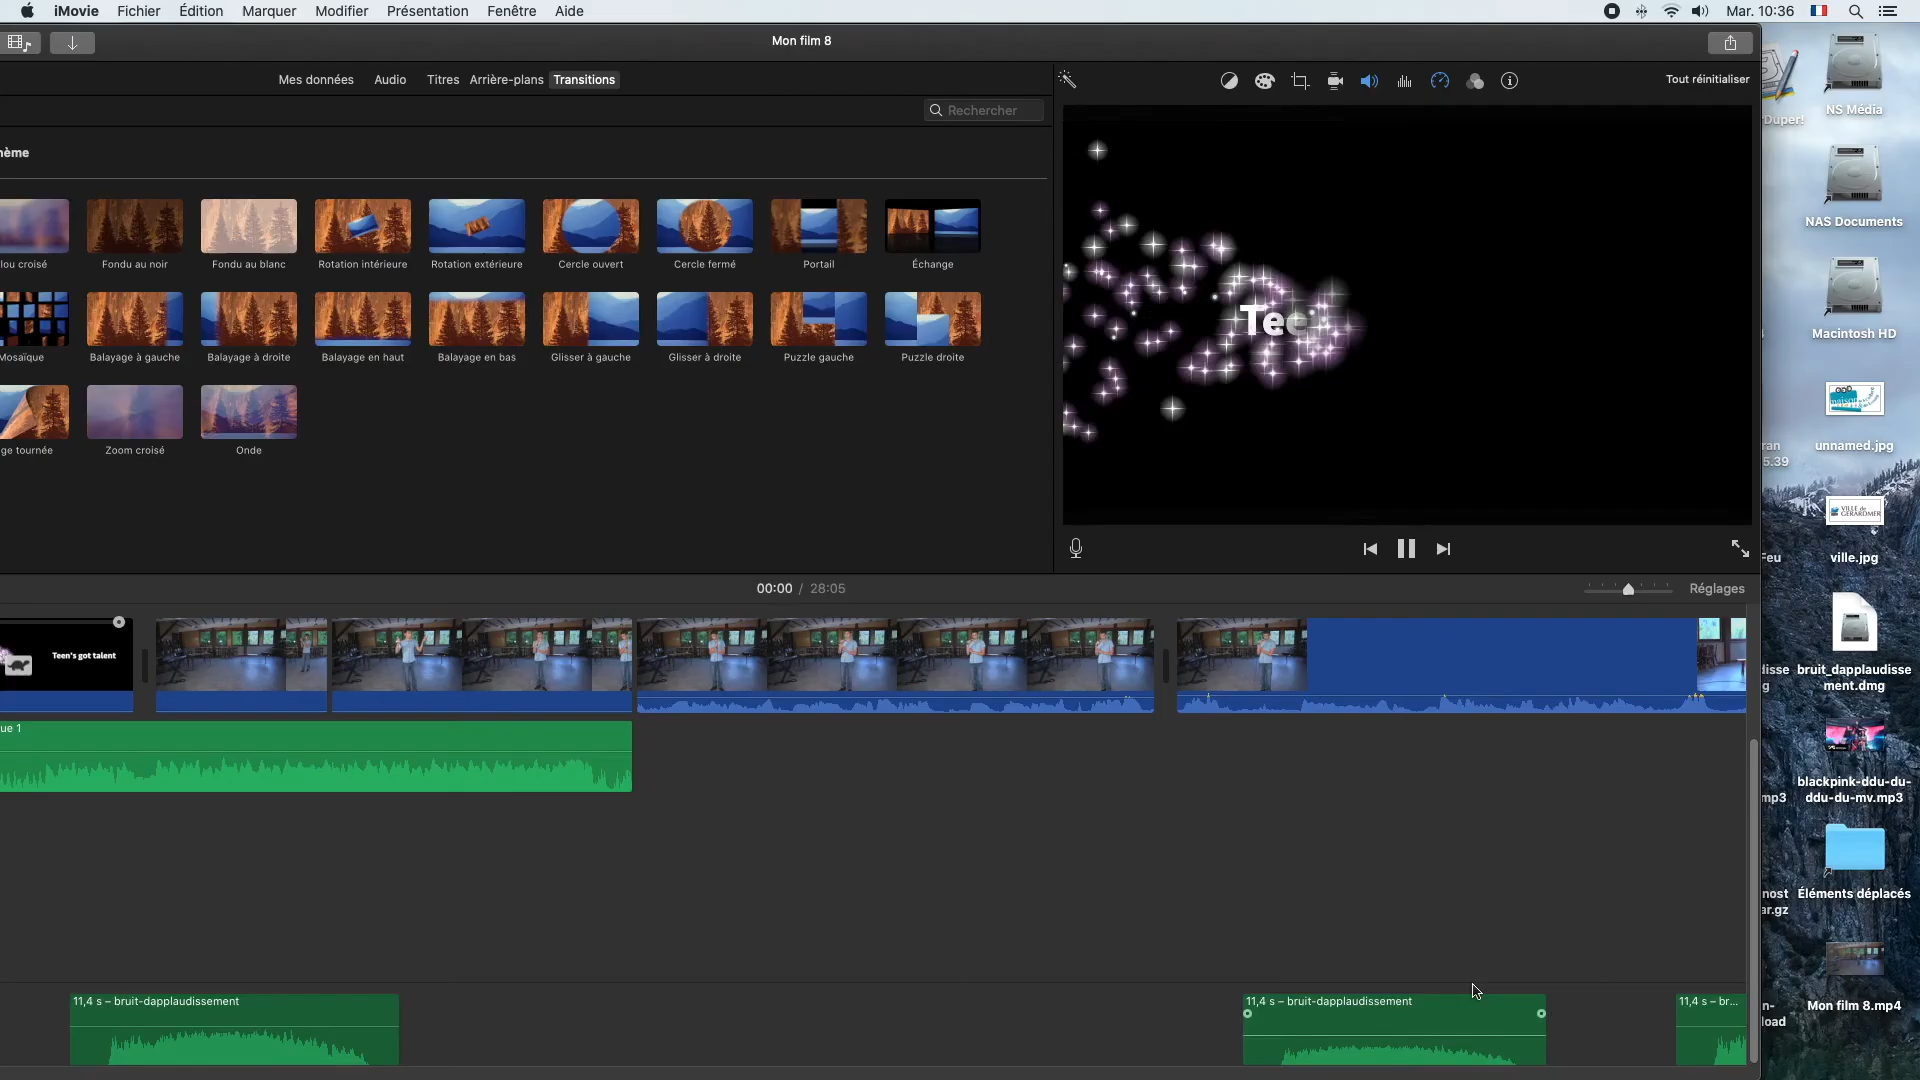 iMovie Fichier Édition Marquer Modifier Présentation Fenêtre Aide Mar. 10:36
Mon film 8
Mes données Audio Titres Arrière-plans Transitions
Tout réinitialiser
Rechercher
ème
lou croisé Fondu au noir Fondu au blanc Rotation intérieure Rotation extérieure Cercle ouvert Cercle fermé Portail Échange
Mosaïque Balayage à gauche Balayage à droite Balayage en haut Balayage en bas Glisser à gauche Glisser à droite Puzzle gauche Puzzle droite
ge tournée Zoom croisé Onde
Tee
00:00 / 28:05
Réglages
Teen's got talent
ue 1
11,4 s – bruit-dapplaudissement
11,4 s – bruit-dapplaudissement
11,4 s – br...
NS Média
Duper!
NAS Documents
Macintosh HD
unnamed.jpg
ran
5.39
VILLE de
GERARDMER
Feu
ville.jpg
bruit_dapplaudisse
ment.dmg
isse
g
blackpink-ddu-du-
ddu-du-mv.mp3
mp3
Éléments déplacés
nost
ar.gz
Mon film 8.mp4
n-
load